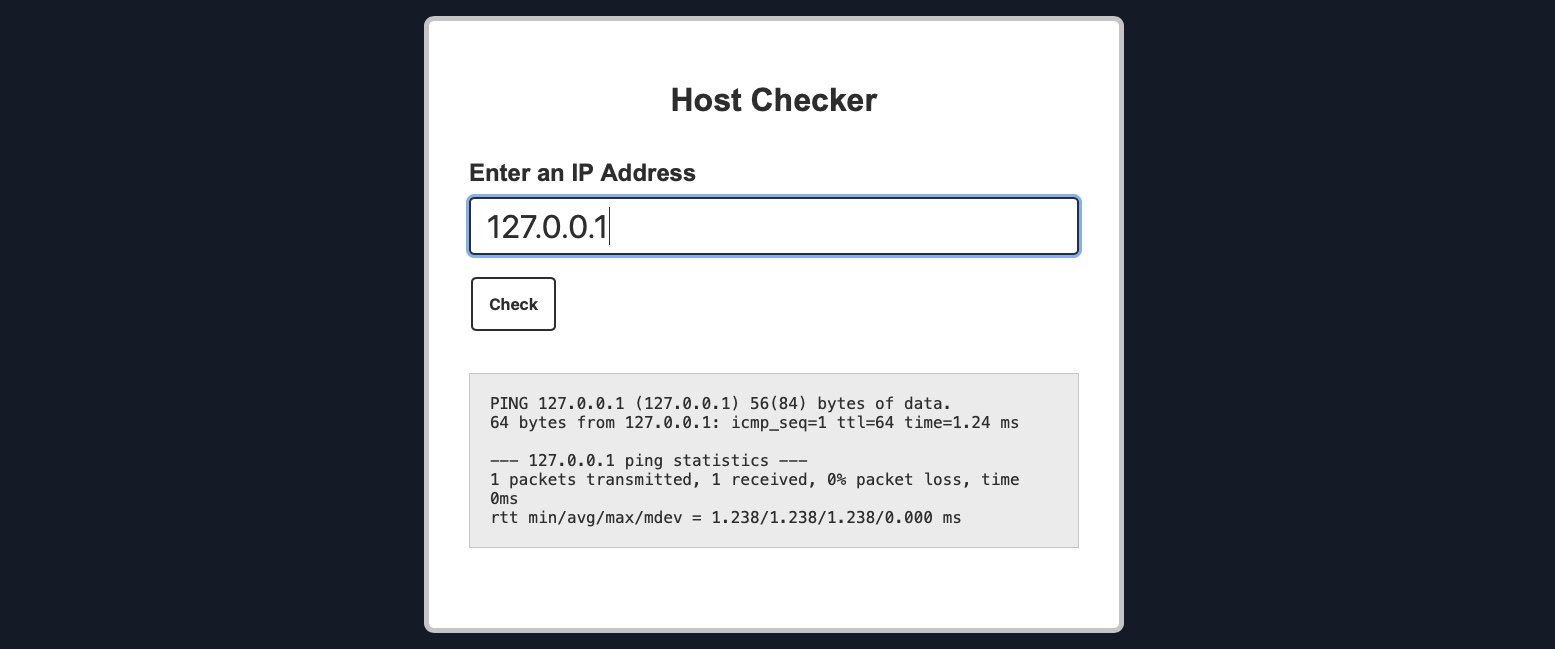 Host Checker
Enter an IP Address
127.0.0.1
Check
PING 127.0.0.1 (127.0.0.1) 56(84) bytes of data.
64 bytes from 127.0.0.1: icmp_seq=1 ttl=64 time=1.24 ms
--- 127.0.0.1 ping statistics ---
1 packets transmitted, 1 received, 0% packet loss, time
0ms
rtt min/avg/max/mdev = 1.238/1.238/1.238/0.000 ms